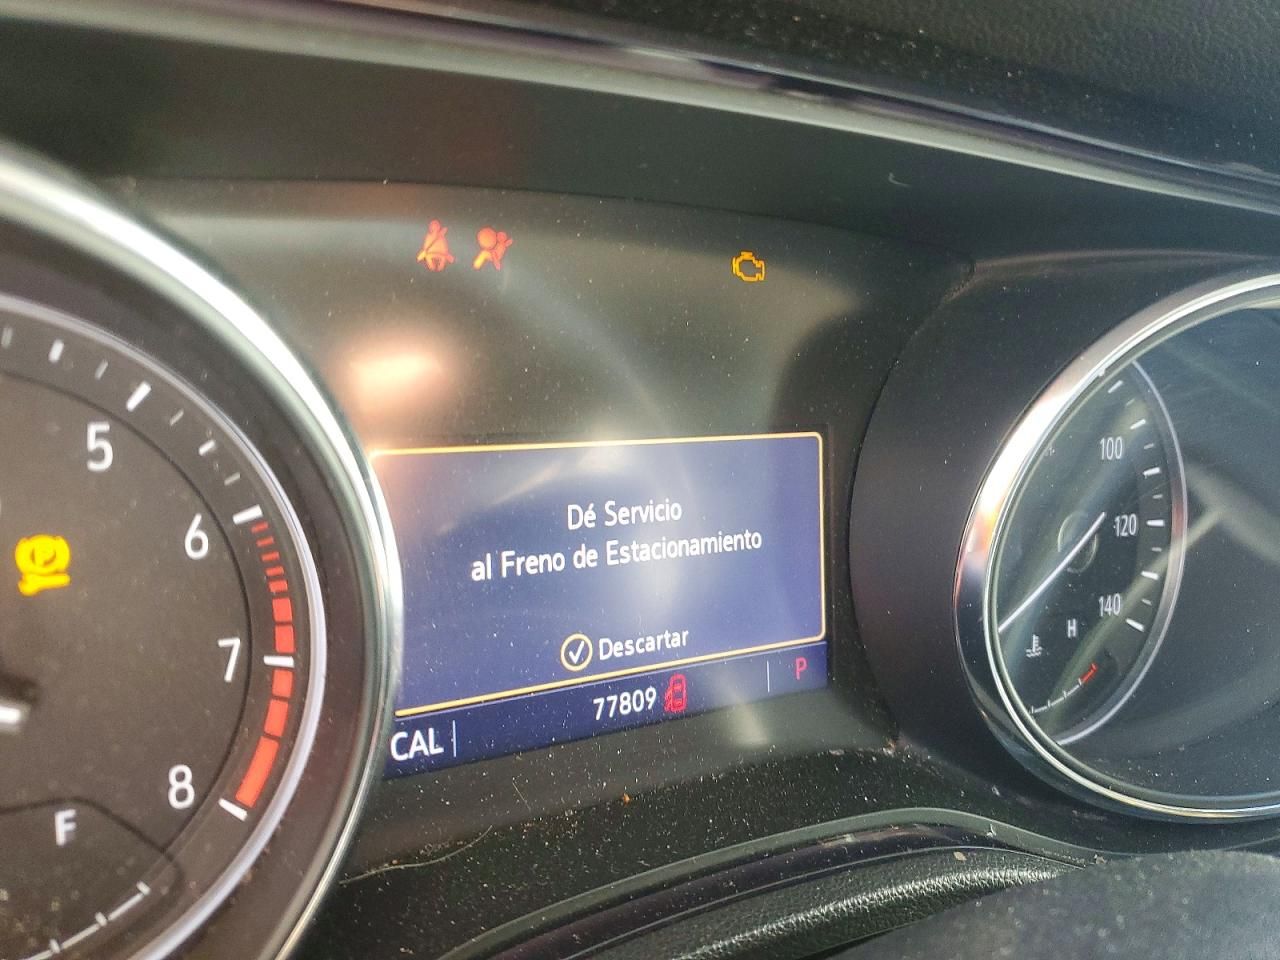 5
6
7
8
F
Dé Servicio
al Freno de Estacionamiento
Descartar
77809
P
CAL
100
120
140
H